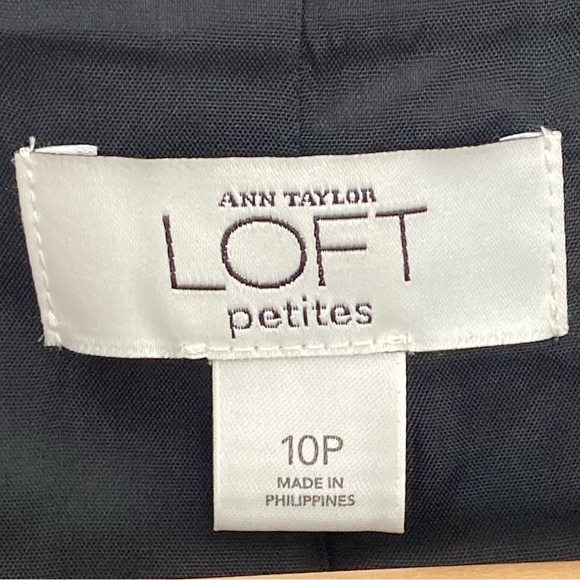 ANN TAYLOR
LOFT
petites
10P
MADE IN
PHILIPPINES